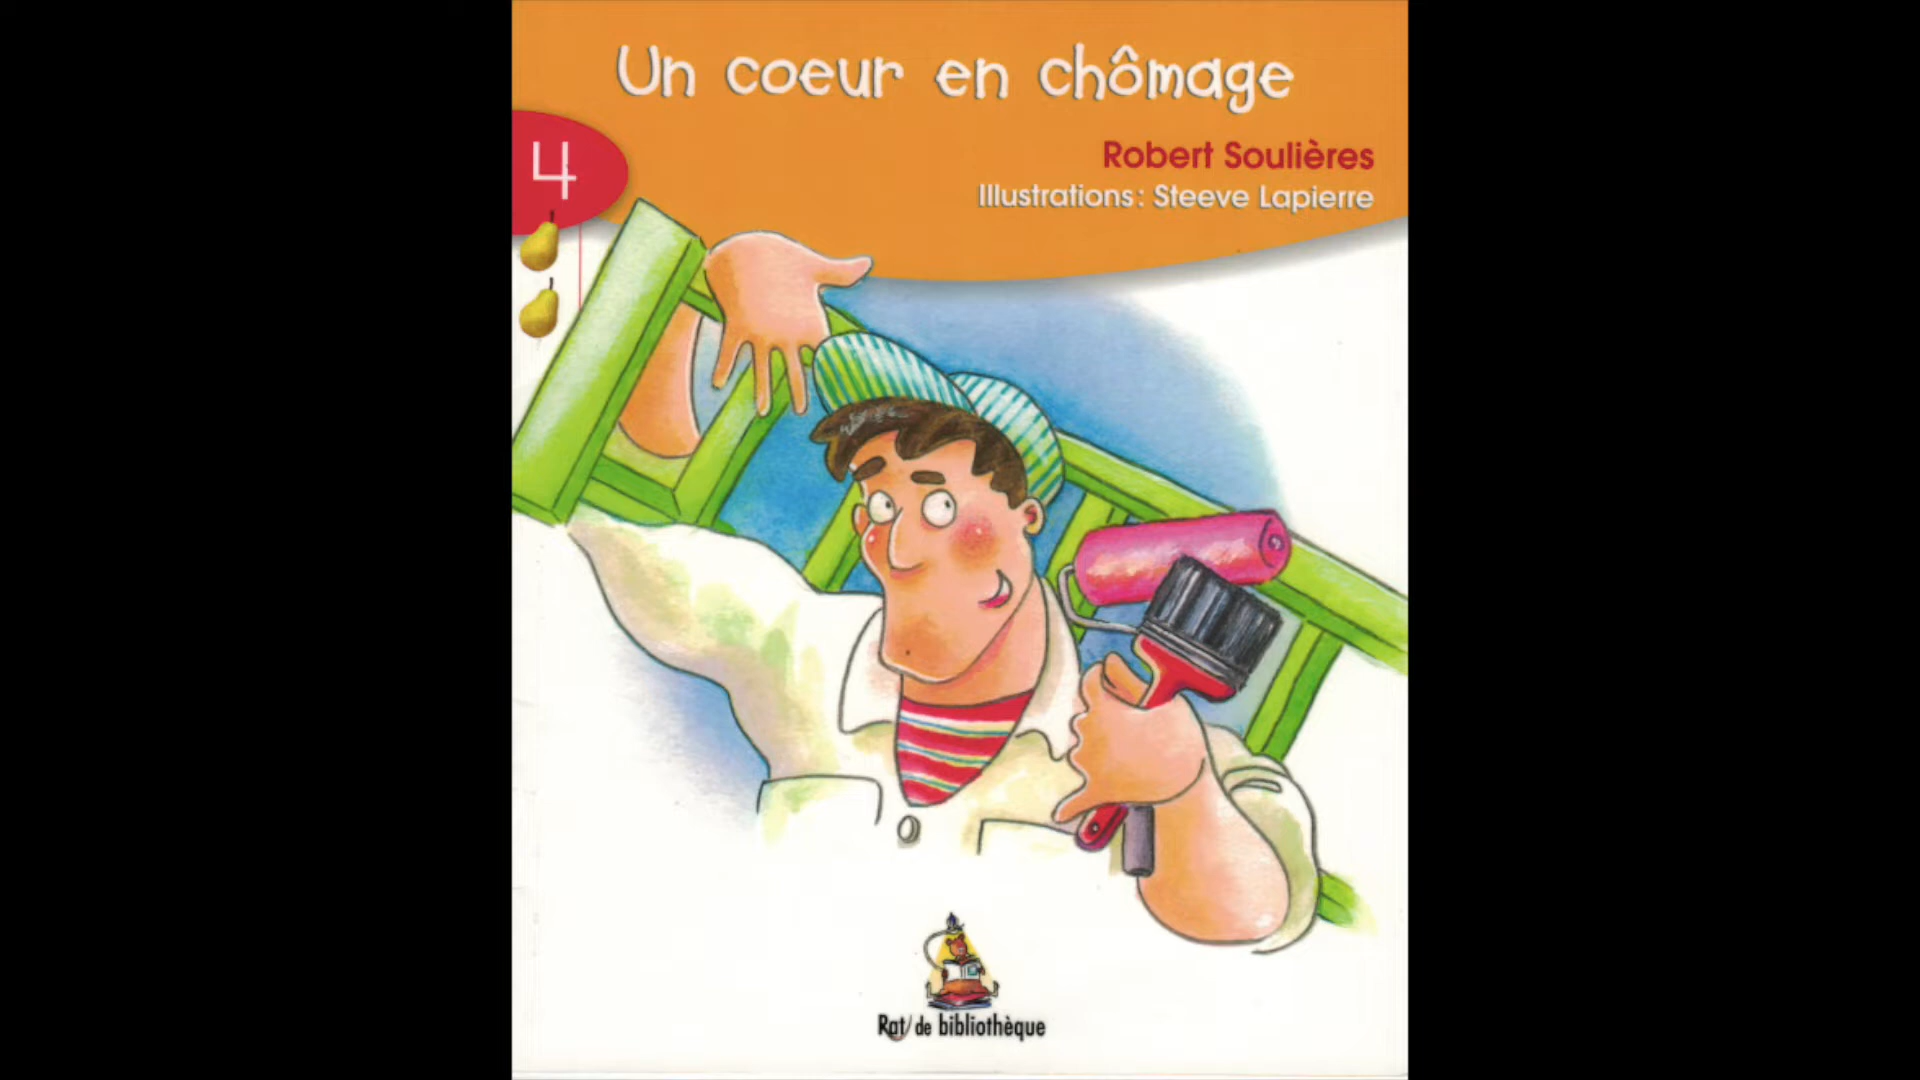 Un coeur en chômage
4
Robert Soulières
Illustrations : Steeve Lapierre
Rat de bibliothèque